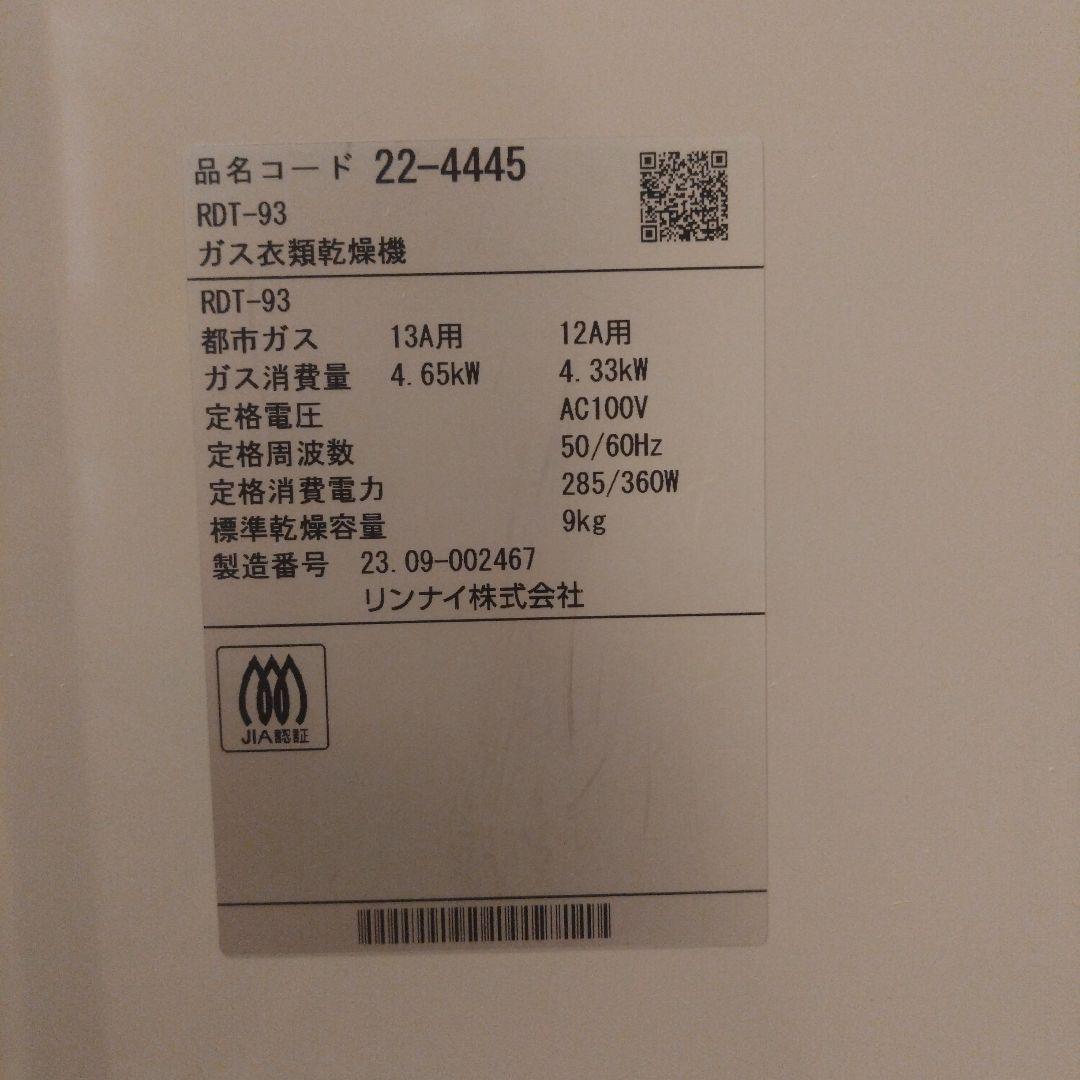 品名コード 22-4445
RDT-93
ガス衣類乾燥機
RDT-93
都市ガス 13A用 12A用
ガス消費量 4.65kW 4.33kW
定格電圧 AC100V
定格周波数 50/60Hz
定格消費電力 285/360W
標準乾燥容量 9kg
製造番号 23.09-002467
リンナイ株式会社
JIA認証